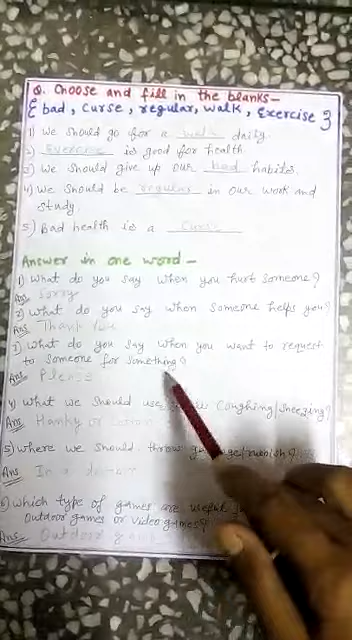 Q. Choose and fill in the blanks-
{ bad, curse, regular, walk, Exercise }
1) We should go for a walk daily.
2) Exercise is good for health
3) We should give up our bad habits.
4) We should be regular in our work and
study.
5) Bad health is a Curse
Answer in one word-
1) What do you say when you hurt someone?
Ans Sorry
2) What do you say when someone helps you?
Ans Thank you
3) What do you say when you want to request
to someone for something?
Ans Please
4) What we should use Coughing/sneezing?
Ans Hanky or
5) Where we should throw
Ans In a
6) Which type of games are useful
Outdoor games or video games?
Ans Outdoor